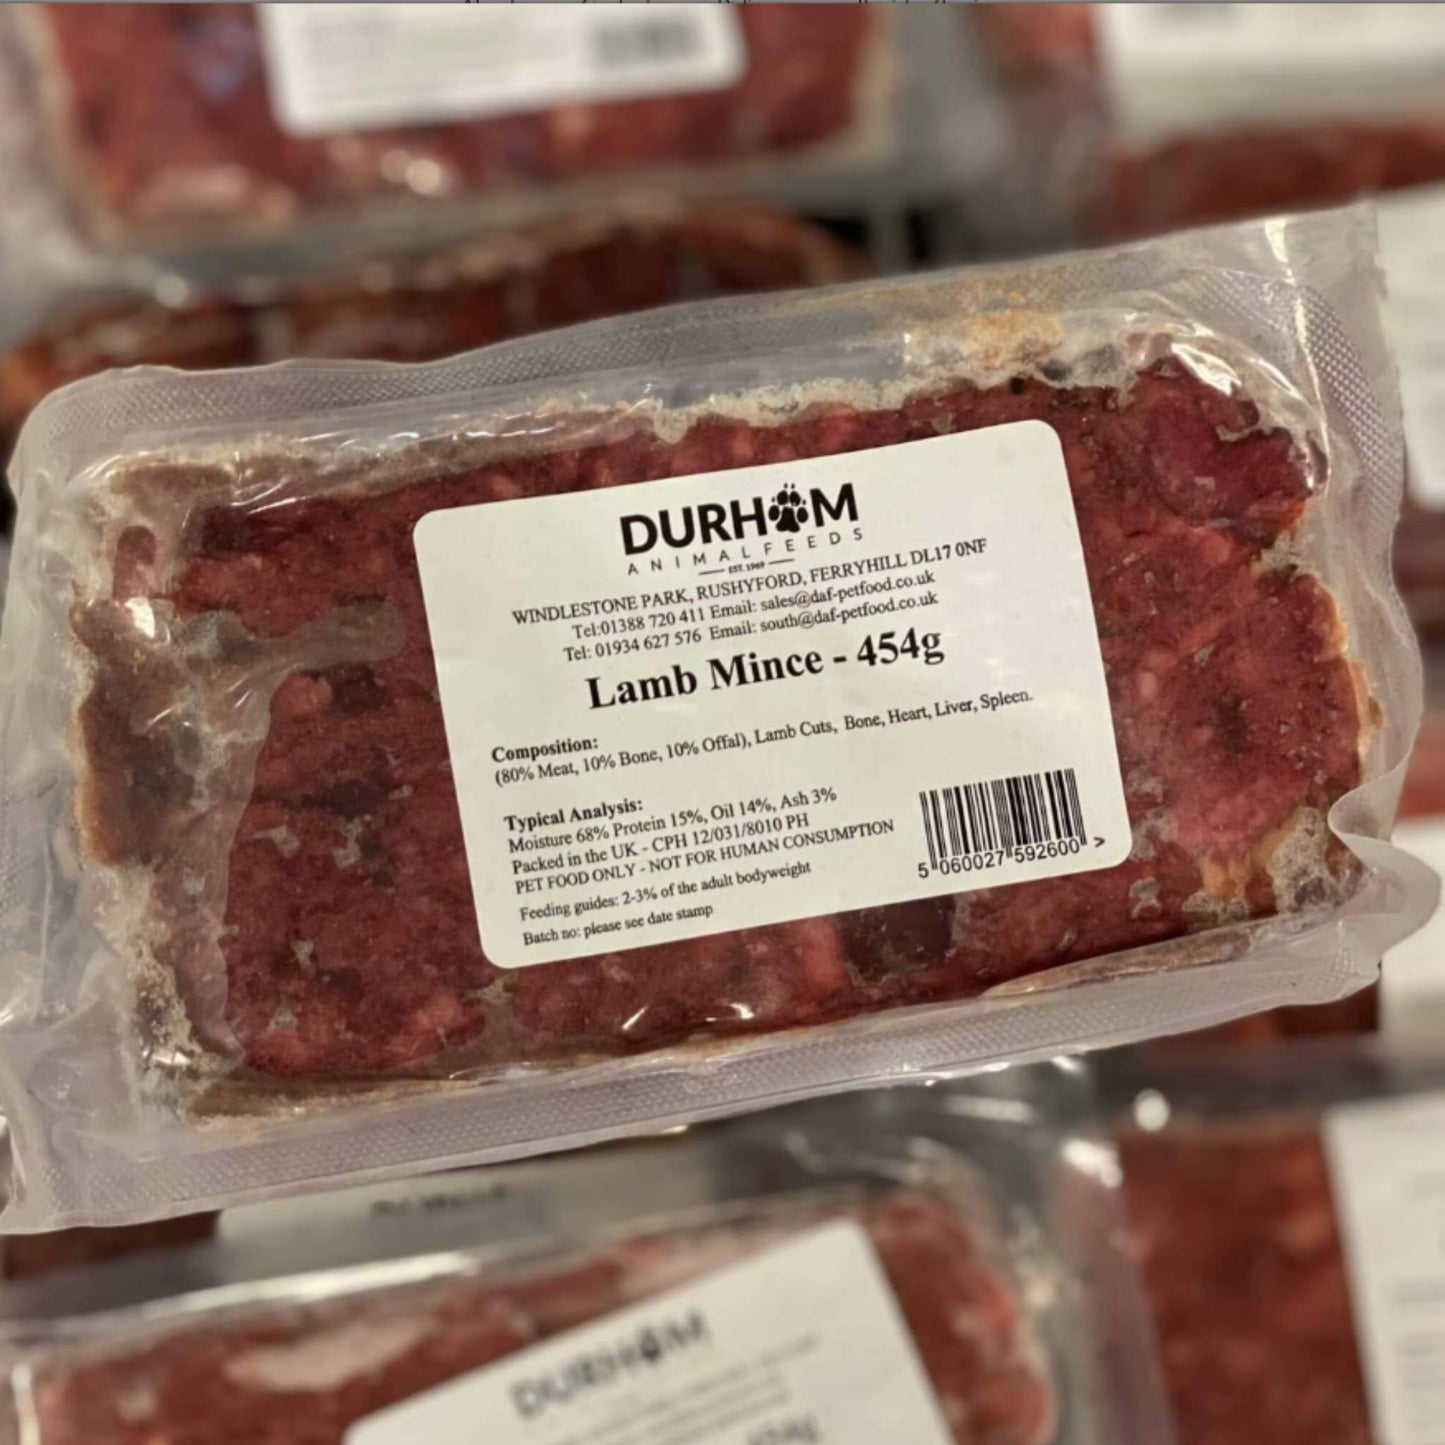 DURHAM
ANIMAL FEEDS
EST. 1969
WINDLESTONE PARK, RUSHYFORD, FERRYHILL DL17 0NF
Tel:01388 720 411 Email: sales@daf-petfood.co.uk
Tel: 01934 627 576 Email: south@daf-petfood.co.uk
Lamb Mince - 454g
Composition:
(80% Meat, 10% Bone, 10% Offal), Lamb Cuts, Bone, Heart, Liver, Spleen.
Typical Analysis:
Moisture 68% Protein 15%, Oil 14%, Ash 3%
Packed in the UK - CPH 12/031/8010 PH
PET FOOD ONLY - NOT FOR HUMAN CONSUMPTION
Feeding guides: 2-3% of the adult bodyweight
Batch no: please see date stamp
5 060027 592600 >
DURHAM